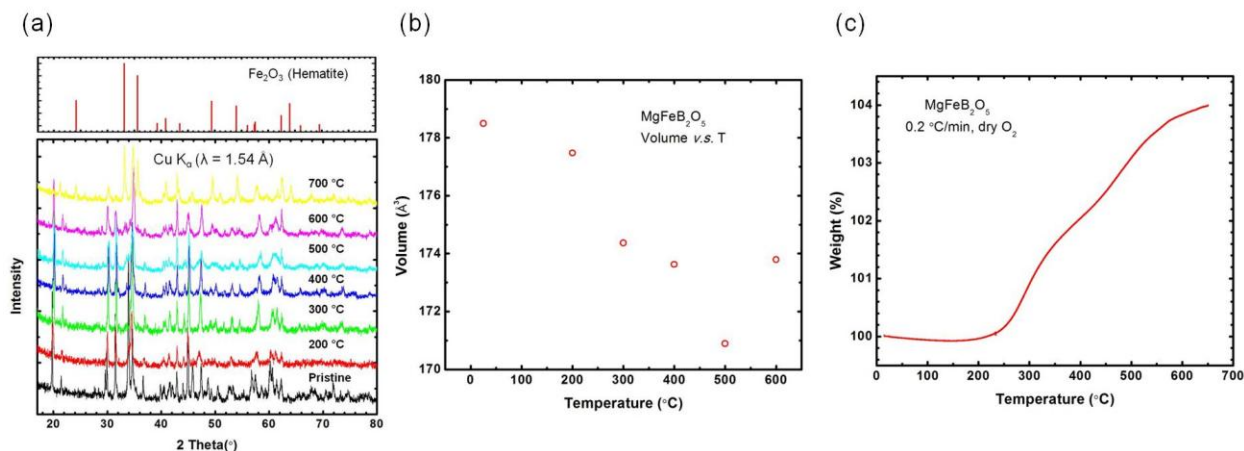 (a)
Fe₂O₃ (Hematite)
Cu Kα (λ = 1.54 Å)
700 °C
600 °C
500 °C
400 °C
300 °C
200 °C
Pristine
Intensity
20 30 40 50 60 70 80
2 Theta(°)
(b)
180
178
176
174
172
170
Volume (Å³)
MgFeB₂O₅
Volume v.s. T
0 100 200 300 400 500 600
Temperature (°C)
(c)
104
103
102
101
100
Weight (%)
MgFeB₂O₅
0.2 °C/min, dry O₂
0 100 200 300 400 500 600 700
Temperature (°C)